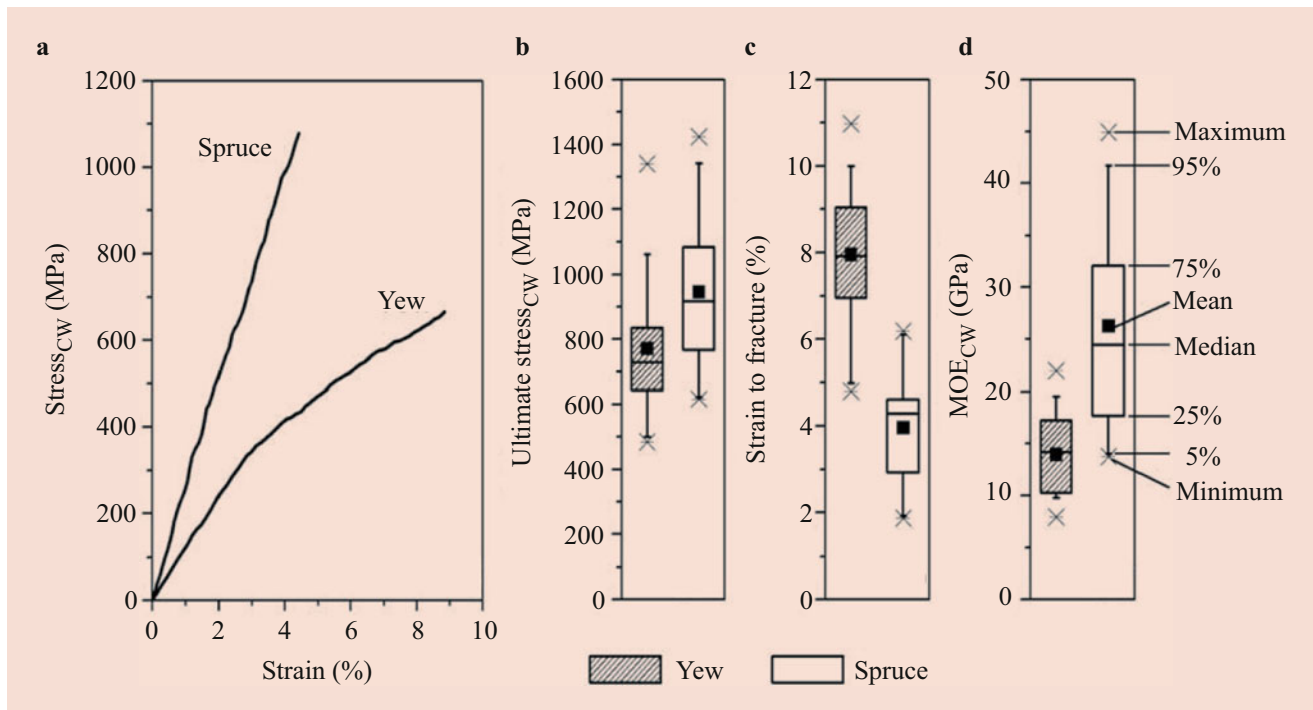 a
Stress_CW (MPa)
1200
1000
800
600
400
200
0
0 2 4 6 8 10
Strain (%)
Spruce
Yew
b
Ultimate stress_CW (MPa)
1600
1400
1200
1000
800
600
400
200
0
c
Strain to fracture (%)
12
10
8
6
4
2
0
d
MOE_CW (GPa)
50
40
30
20
10
0
Maximum
95%
75%
Mean
Median
25%
5%
Minimum
Yew Spruce